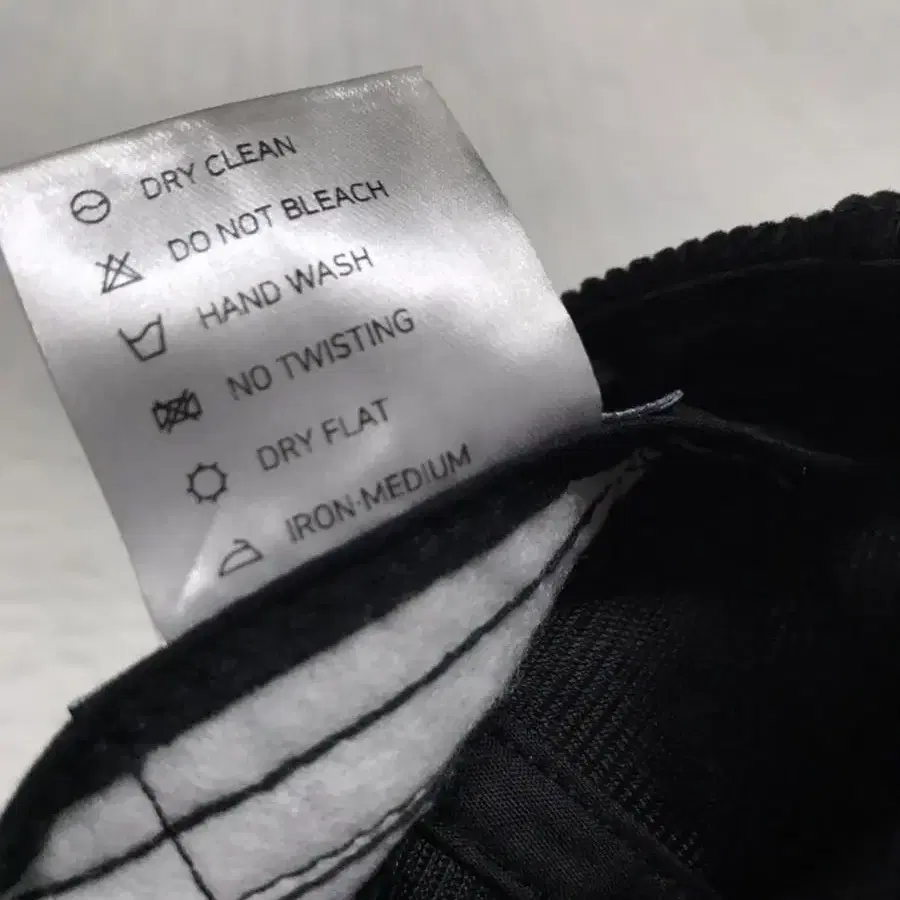 DRY CLEAN
DO NOT BLEACH
HAND WASH
NO TWISTING
DRY FLAT
IRON-MEDIUM